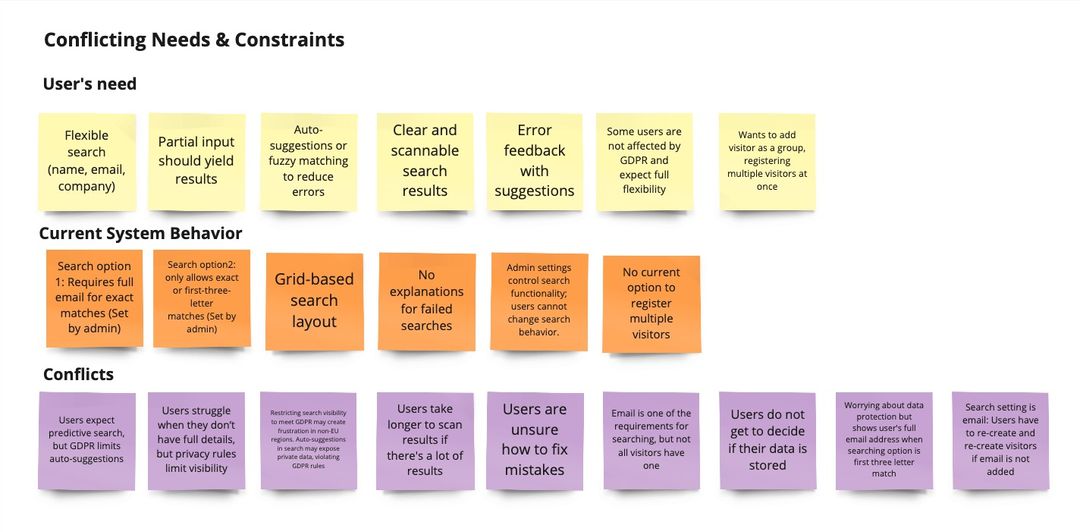 Conflicting Needs & Constraints
User's need
Flexible
search
(name, email,
company)
Partial input
should yield
results
Auto-
suggestions or
fuzzy matching
to reduce
errors
Clear and
scannable
search
results
Error
feedback
with
suggestions
Some users are
not affected by
GDPR and
expect full
flexibility
Wants to add
visitor as a group,
registering
multiple visitors at
once
Current System Behavior
Search option
1: Requires full
email for exact
matches (Set
by admin)
Search option2:
only allows exact
or first-three-
letter
matches (Set by
admin)
Grid-based
search
layout
No
explanations
for failed
searches
Admin settings
control search
functionality;
users cannot
change search
behavior.
No current
option to
register
multiple
visitors
Conflicts
Users expect
predictive search,
but GDPR limits
auto-suggestions
Users struggle
when they don't
have full details,
but privacy rules
limit visibility
Restricting search visibility
to meet GDPR may create
frustration in non-EU
regions. Auto-suggestions
in search may expose
private data, violating
GDPR rules
Users take
longer to scan
results if
there's a lot of
results
Users are
unsure
how to fix
mistakes
Email is one of the
requirements for
searching, but not
all visitors have
one
Users do not
get to decide
if their data is
stored
Worrying about data
protection but
shows user's full
email address when
searching option is
first three letter
match
Search setting is
email: Users have
to re-create and
re-create visitors
if email is not
added